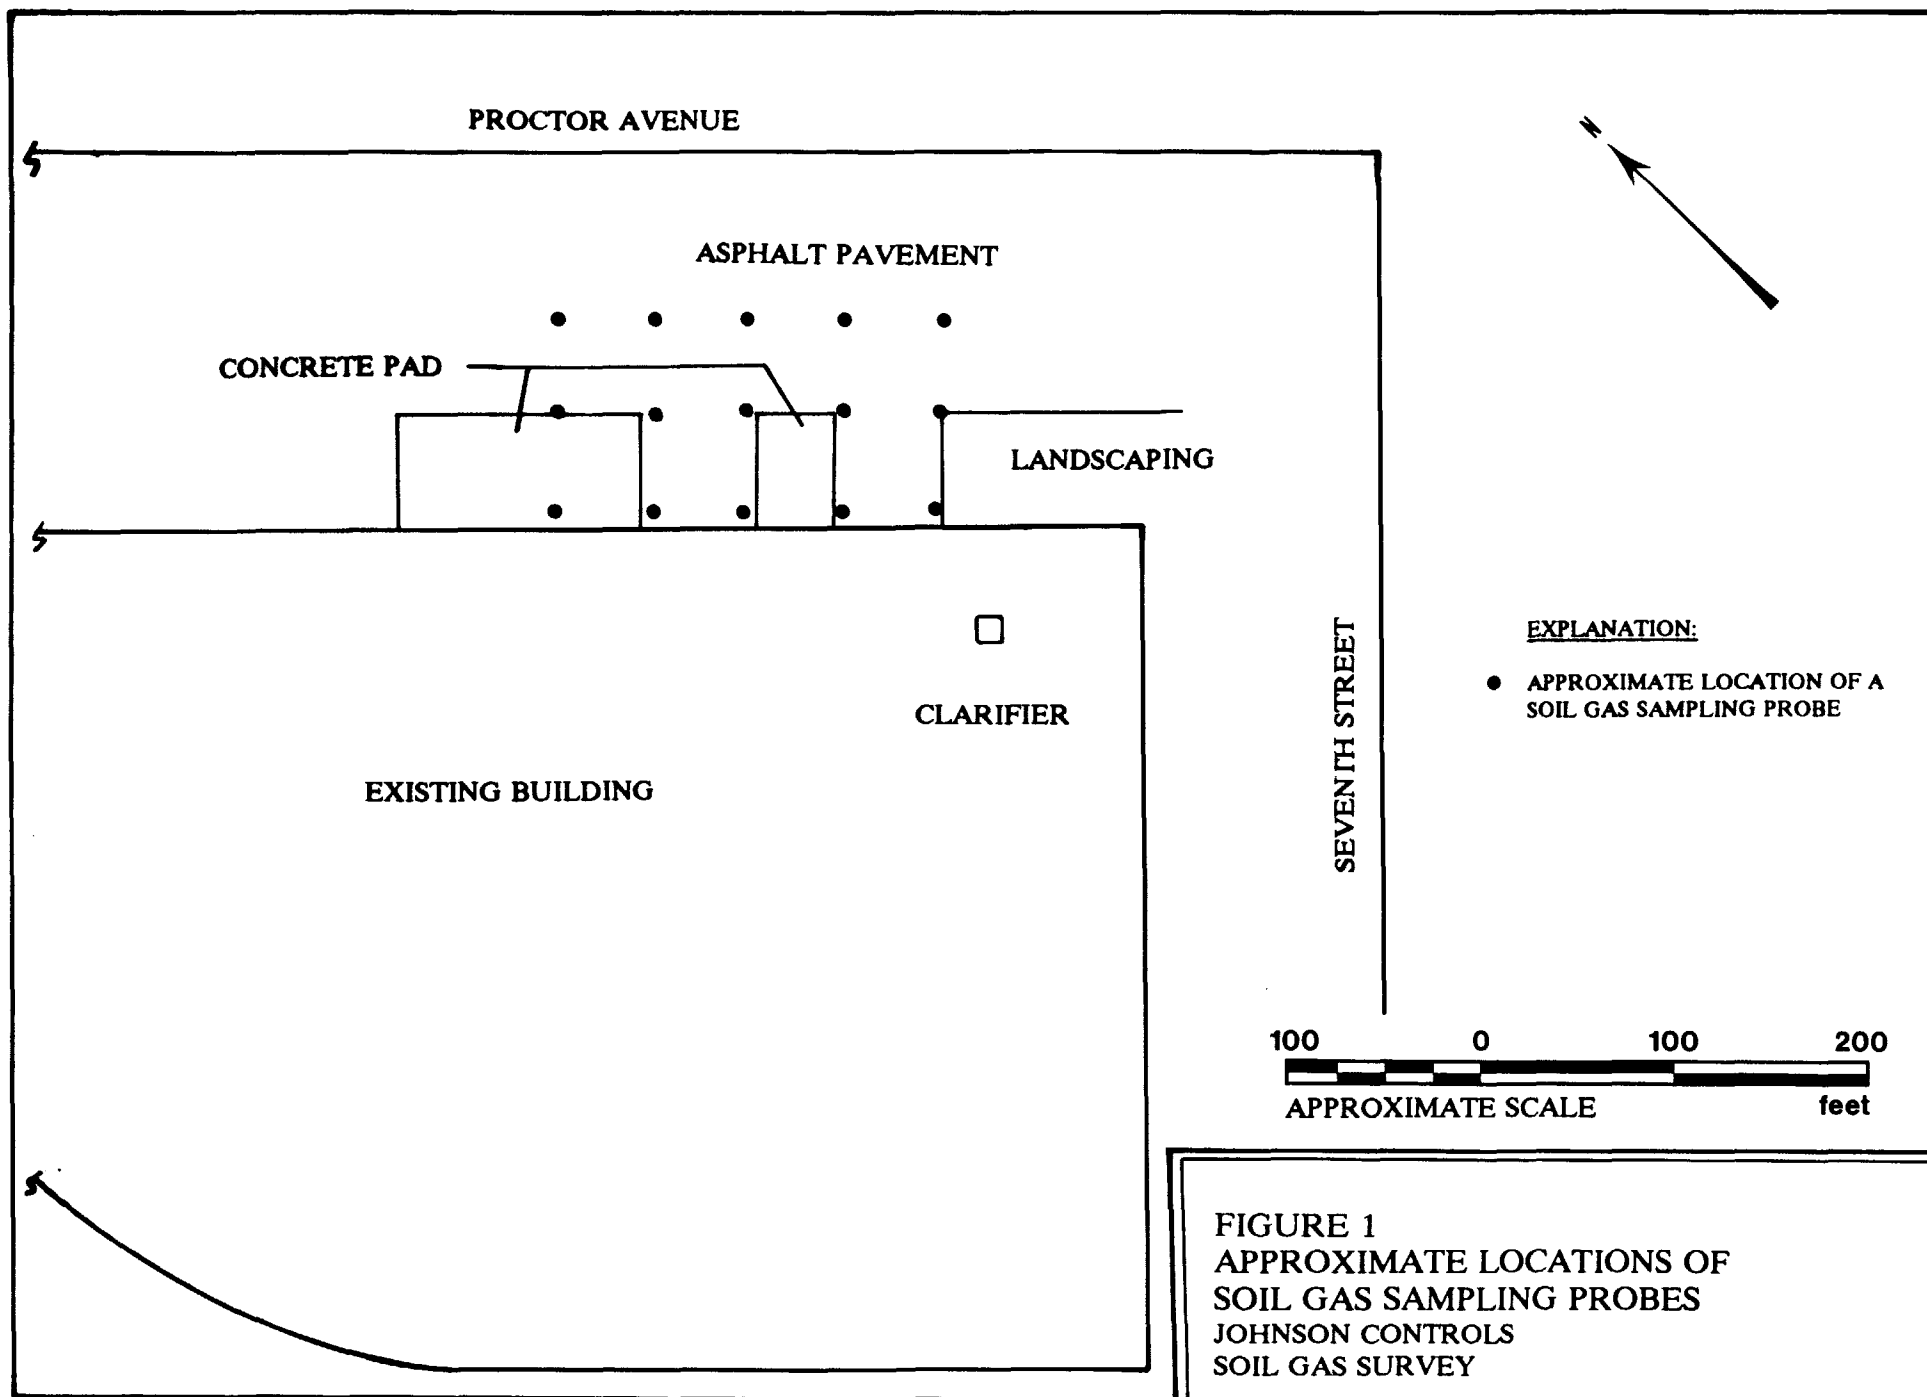 PROCTOR AVENUE
N
ASPHALT PAVEMENT
CONCRETE PAD
LANDSCAPING
EXPLANATION:
APPROXIMATE LOCATION OF A
SOIL GAS SAMPLING PROBE
CLARIFIER
SEVENTH STREET
EXISTING BUILDING
100 0 100 200
APPROXIMATE SCALE feet
FIGURE 1
APPROXIMATE LOCATIONS OF
SOIL GAS SAMPLING PROBES
JOHNSON CONTROLS
SOIL GAS SURVEY